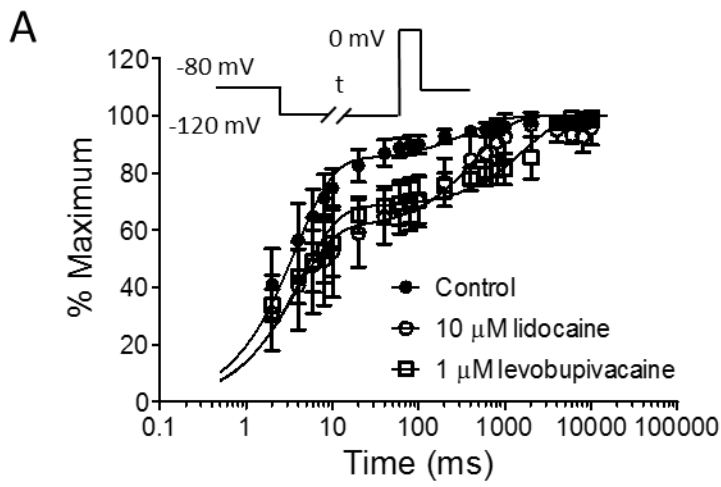 A
0 mV
-80 mV
t
-120 mV
120
100
80
60
40
20
0
% Maximum
Control
10 μM lidocaine
1 μM levobupivacaine
0.1 1 10 100 1000 10000 100000
Time (ms)